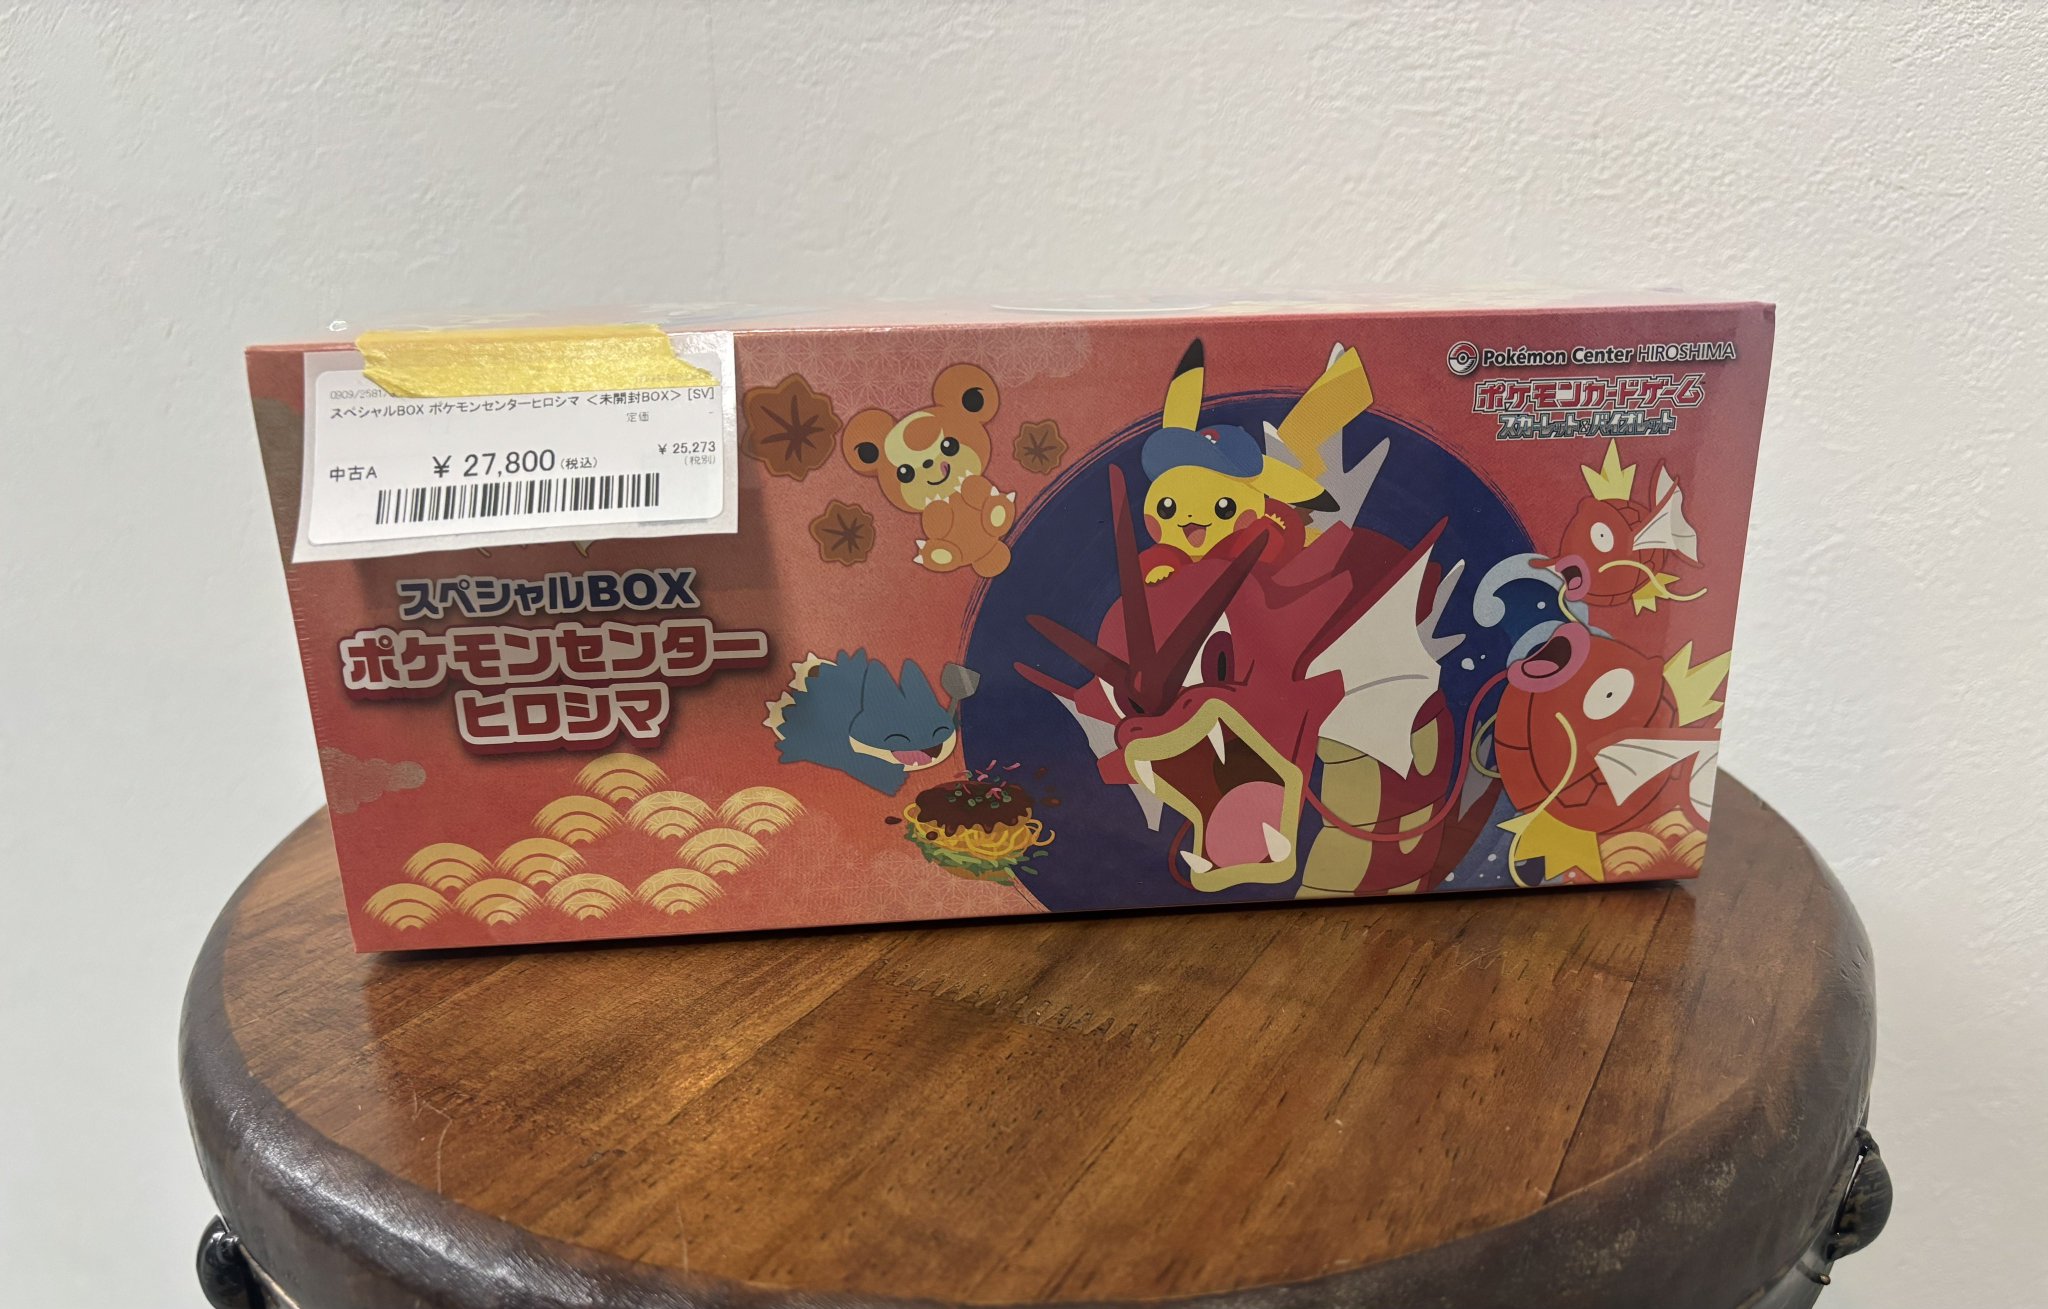 スペシャルBOX ポケモンセンターヒロシマ <未開封BOX> [SV]
定価 -
中古A ¥ 27,800 (税込)
¥ 25,273
(税別)
スペシャルBOX
ポケモンセンター
ヒロシマ
Pokémon Center HIROSHIMA
ポケモンカードゲーム
スカーレット&バイオレット